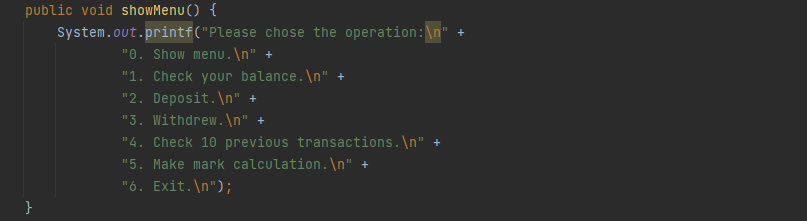 public void showMenu() {
System.out.printf("Please chose the operation:\n" +
"0. Show menu.\n" +
"1. Check your balance.\n" +
"2. Deposit.\n" +
"3. Withdrew.\n" +
"4. Check 10 previous transactions.\n" +
"5. Make mark calculation.\n" +
"6. Exit.\n");
}